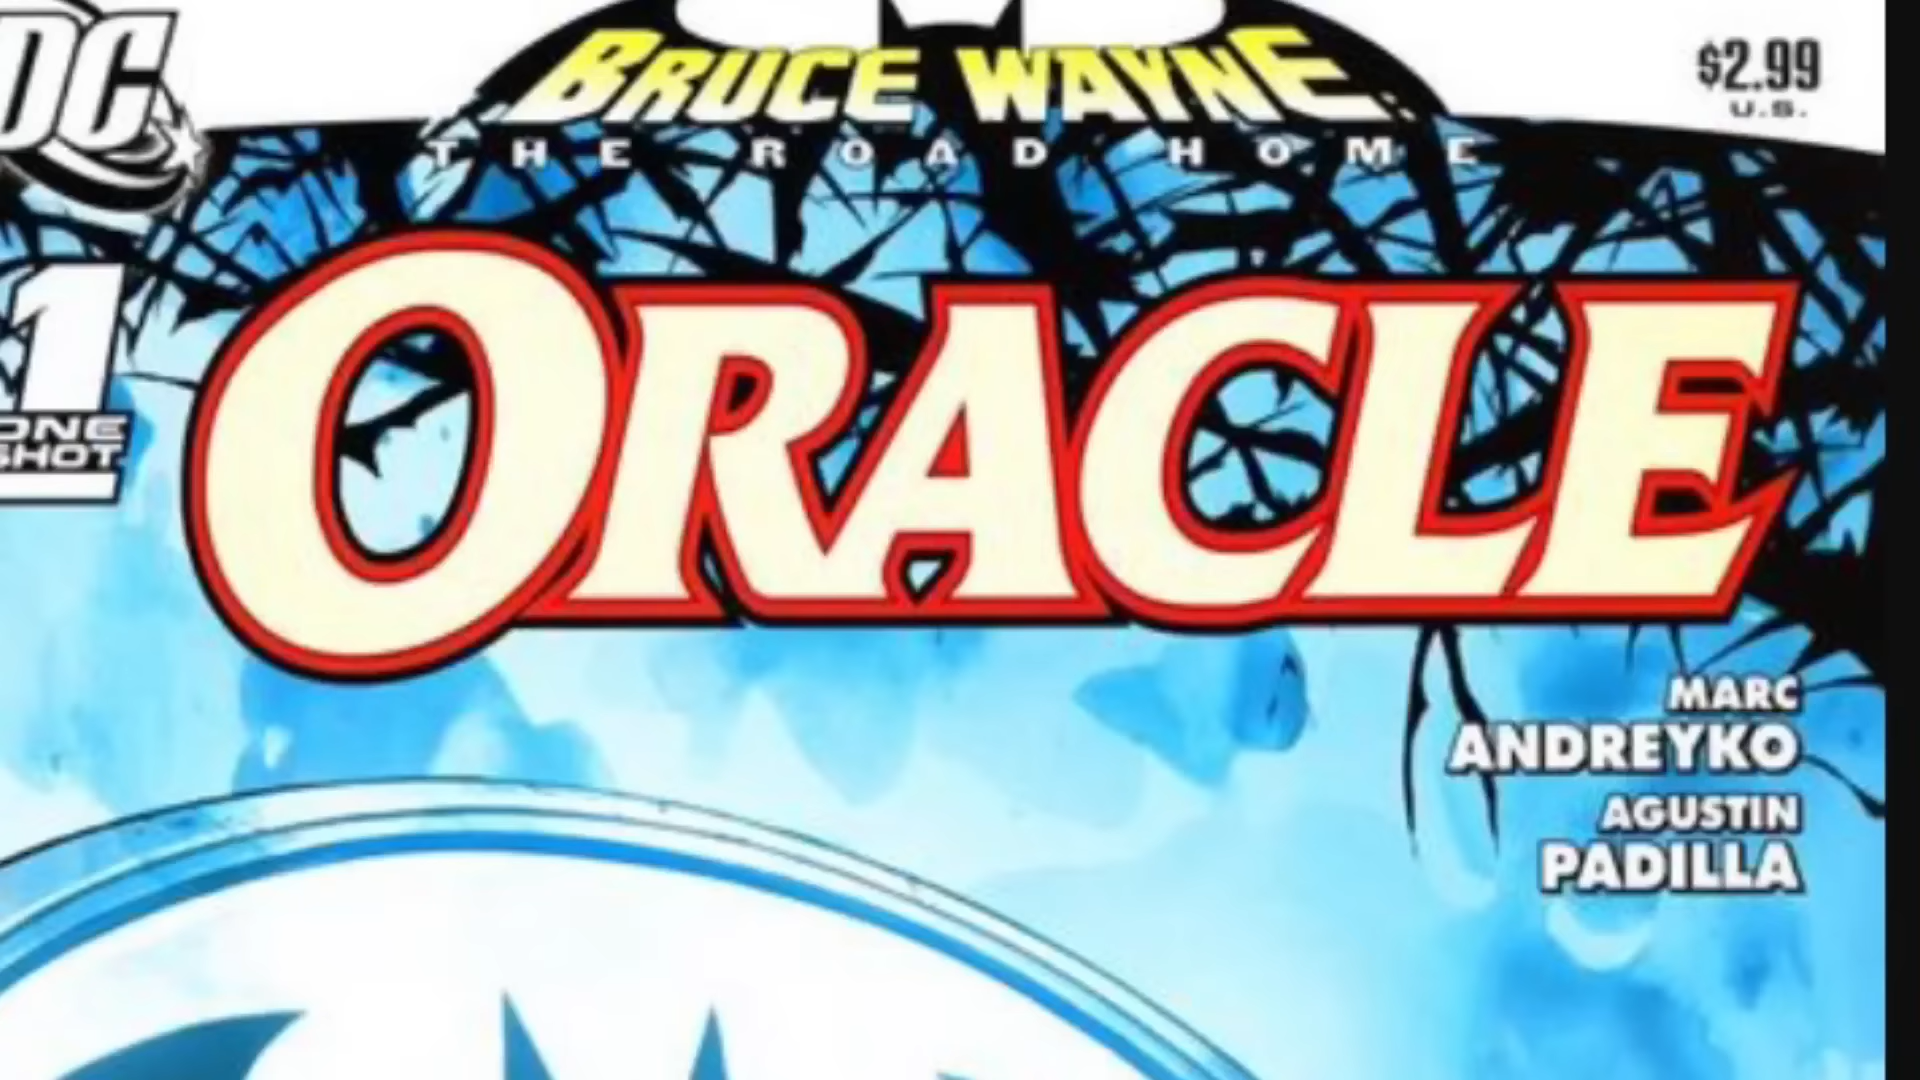 DC
BRUCE WAYNE
$2.99
U.S.
THE ROAD HOME
1
ONE
SHOT
ORACLE
MARC
ANDREYKO
AGUSTIN
PADILLA